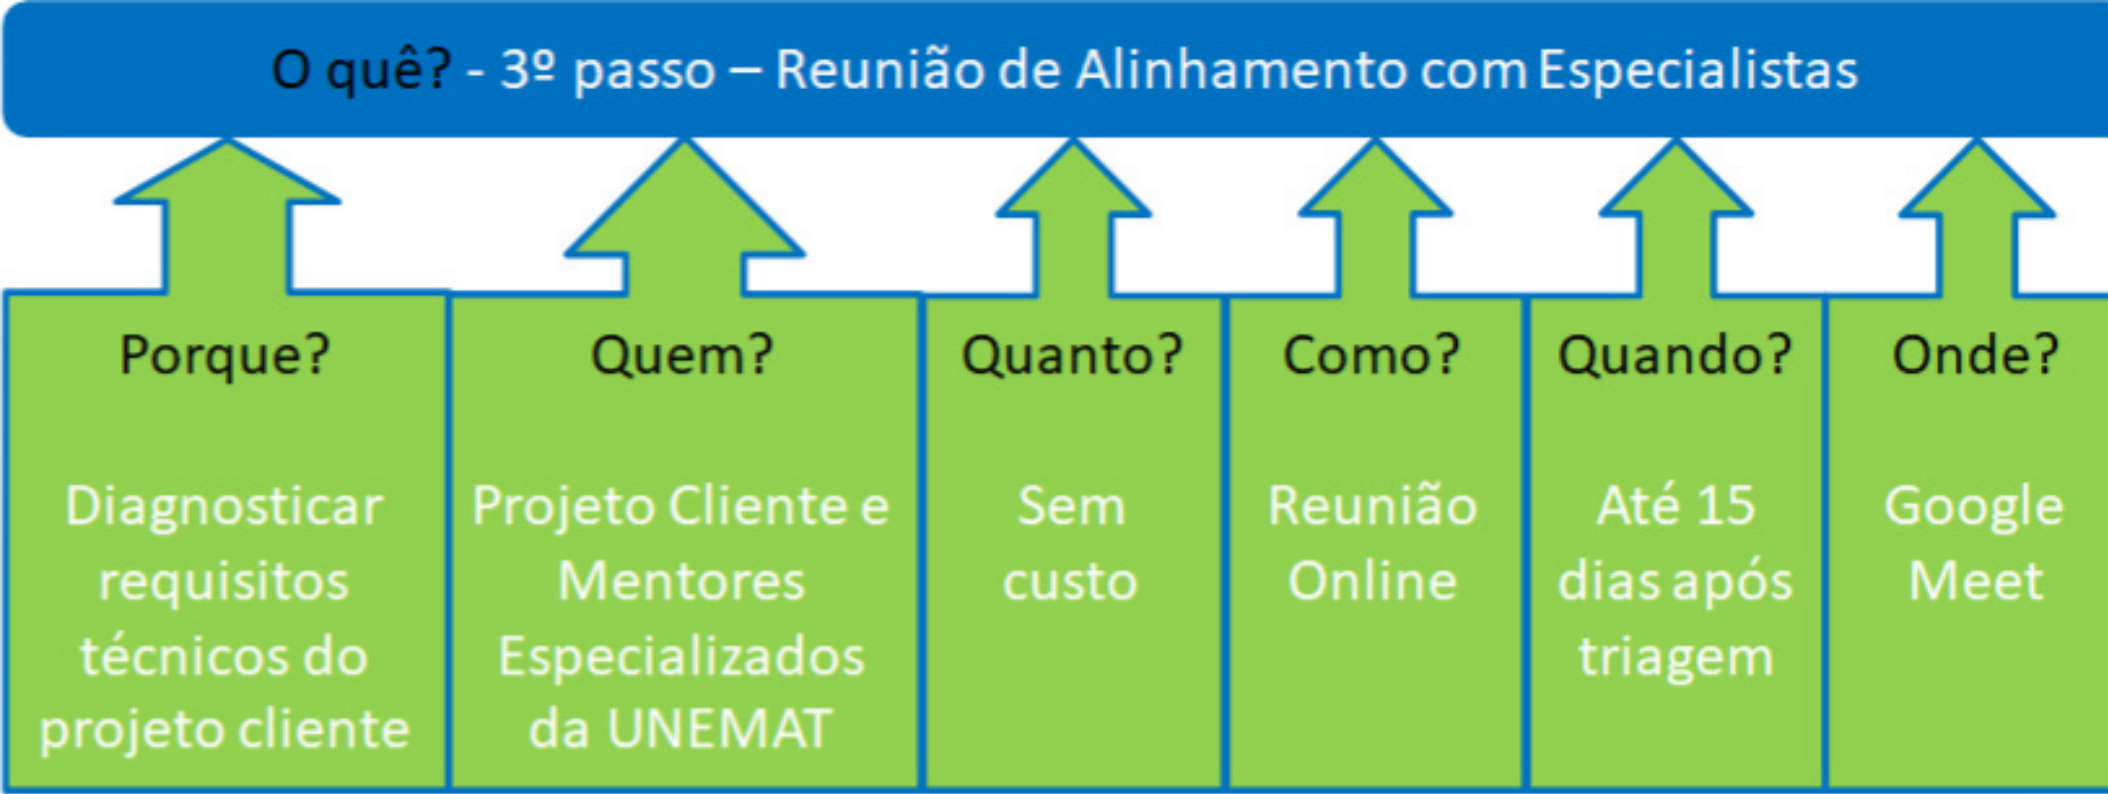 O quê? - 3º passo – Reunião de Alinhamento com Especialistas
Porque?
Diagnosticar
requisitos
técnicos do
projeto cliente
Quem?
Projeto Cliente e
Mentores
Especializados
da UNEMAT
Quanto?
Sem
custo
Como?
Reunião
Online
Quando?
Até 15
dias após
triagem
Onde?
Google
Meet